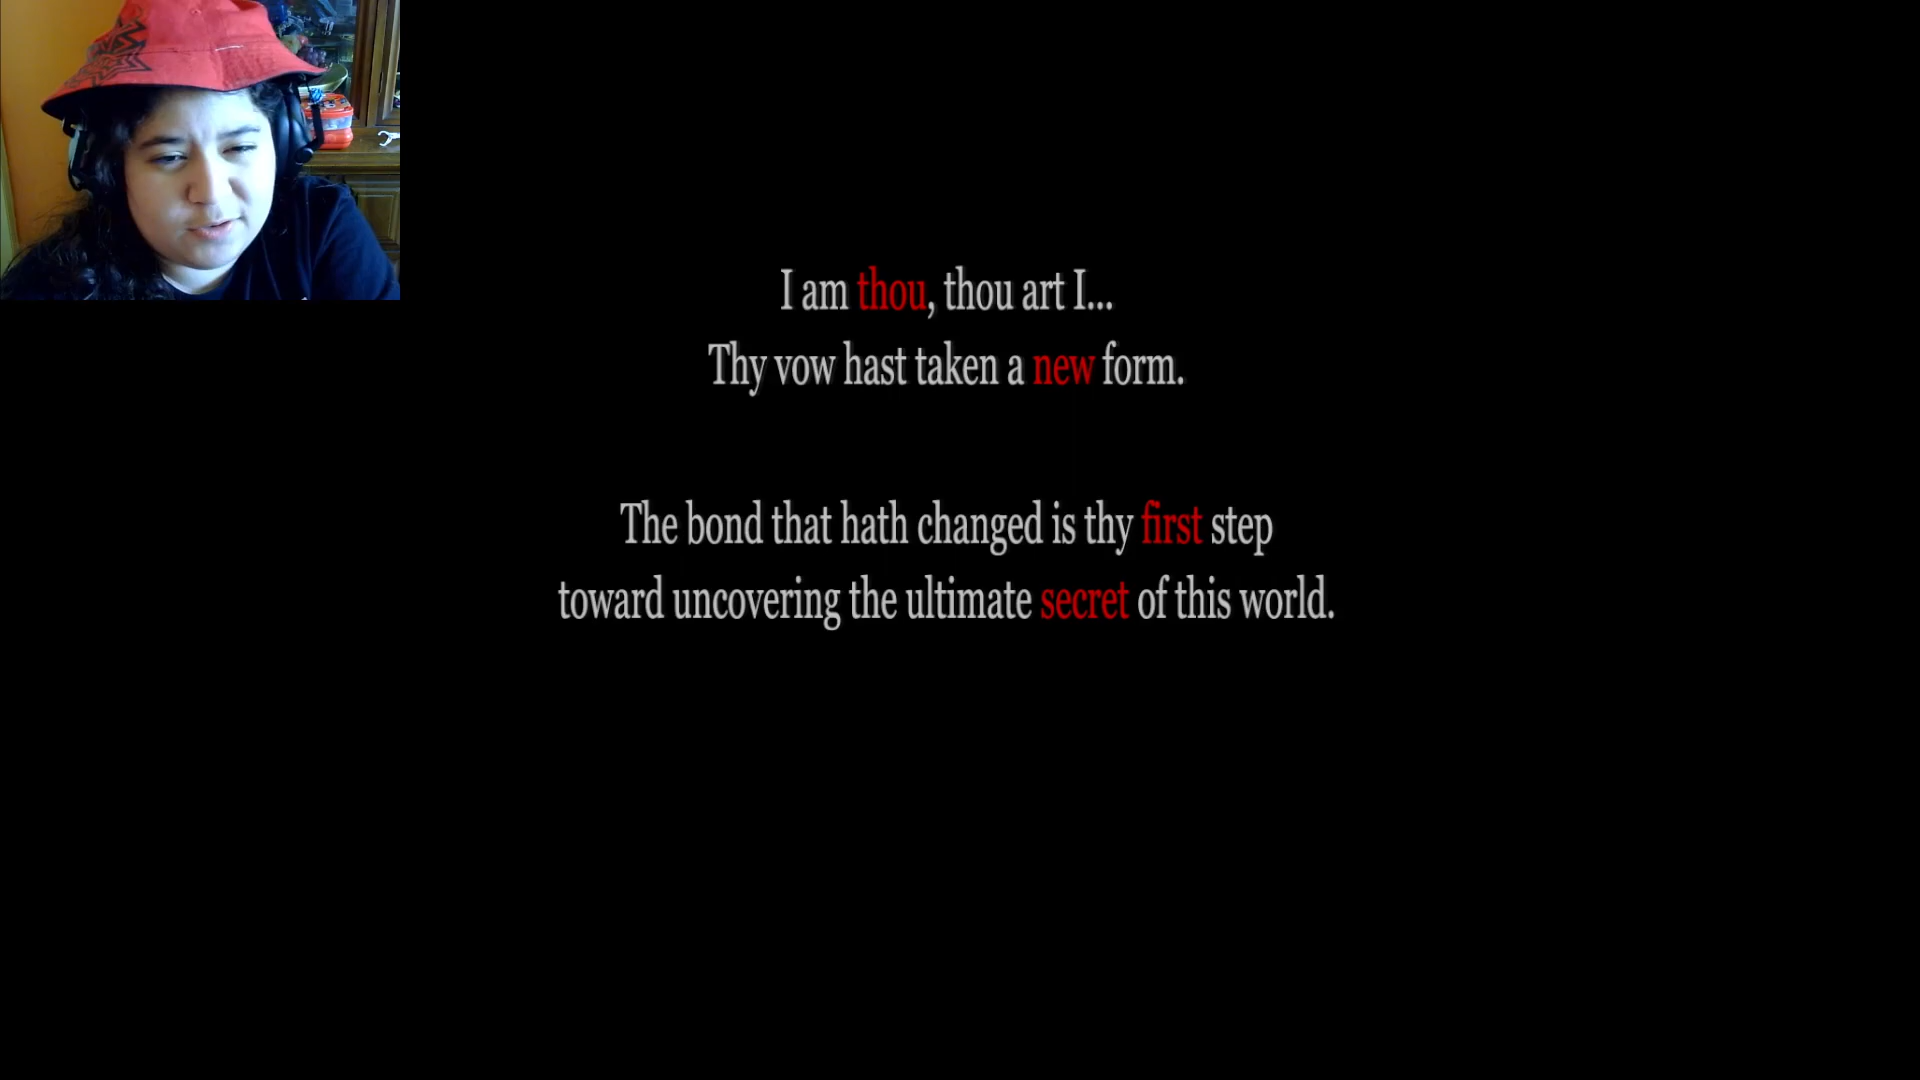 I am thou, thou art I...
Thy vow hast taken a new form.
The bond that hath changed is thy first step
toward uncovering the ultimate secret of this world.